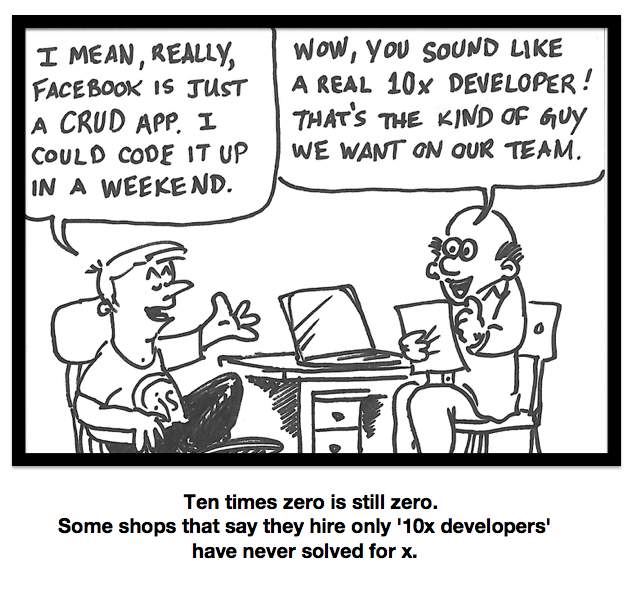 I MEAN, REALLY,
FACEBOOK IS JUST
A CRUD APP. I
COULD CODE IT UP
IN A WEEKEND.
WOW, YOU SOUND LIKE
A REAL 10x DEVELOPER!
THAT'S THE KIND OF GUY
WE WANT ON OUR TEAM.
JS
Ten times zero is still zero.
Some shops that say they hire only '10x developers'
have never solved for x.